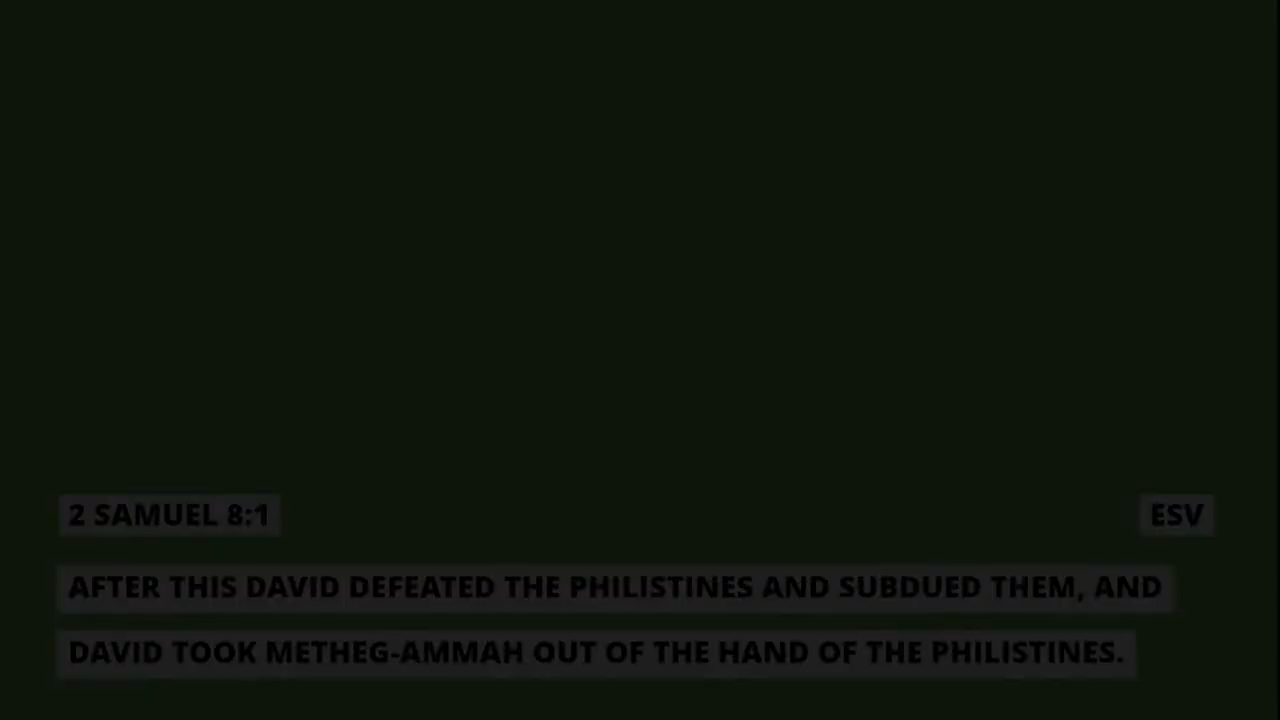 2 SAMUEL 8:1 ESV
AFTER THIS DAVID DEFEATED THE PHILISTINES AND SUBDUED THEM, AND
DAVID TOOK METHEG-AMMAH OUT OF THE HAND OF THE PHILISTINES.